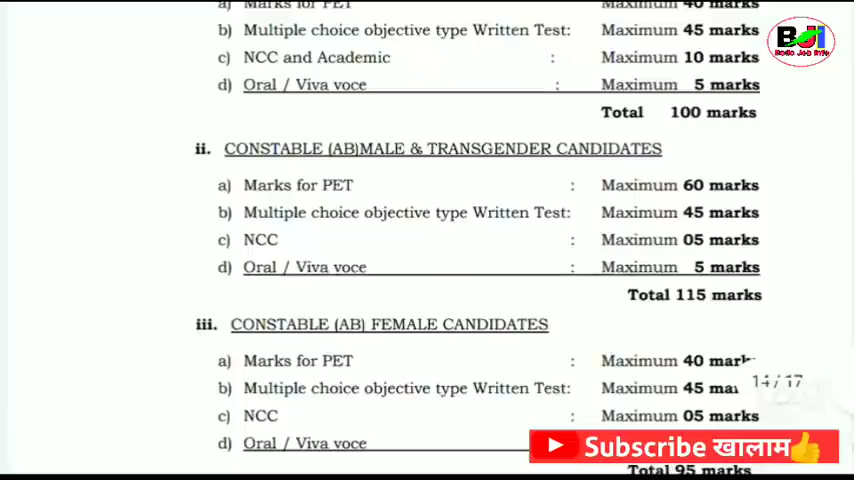 a) Marks for PET Maximum 40 marks
b) Multiple choice objective type Written Test: Maximum 45 marks
c) NCC and Academic : Maximum 10 marks
d) Oral / Viva voce : Maximum 5 marks
Total 100 marks
BJI
Bodo Job Info
ii. CONSTABLE (AB)MALE & TRANSGENDER CANDIDATES
a) Marks for PET : Maximum 60 marks
b) Multiple choice objective type Written Test: Maximum 45 marks
c) NCC : Maximum 05 marks
d) Oral / Viva voce : Maximum 5 marks
Total 115 marks
iii. CONSTABLE (AB) FEMALE CANDIDATES
a) Marks for PET : Maximum 40 marks
b) Multiple choice objective type Written Test: Maximum 45 mar
14 / 17
c) NCC : Maximum 05 marks
d) Oral / Viva voce
Subscribe खालाम
Total 95 marks